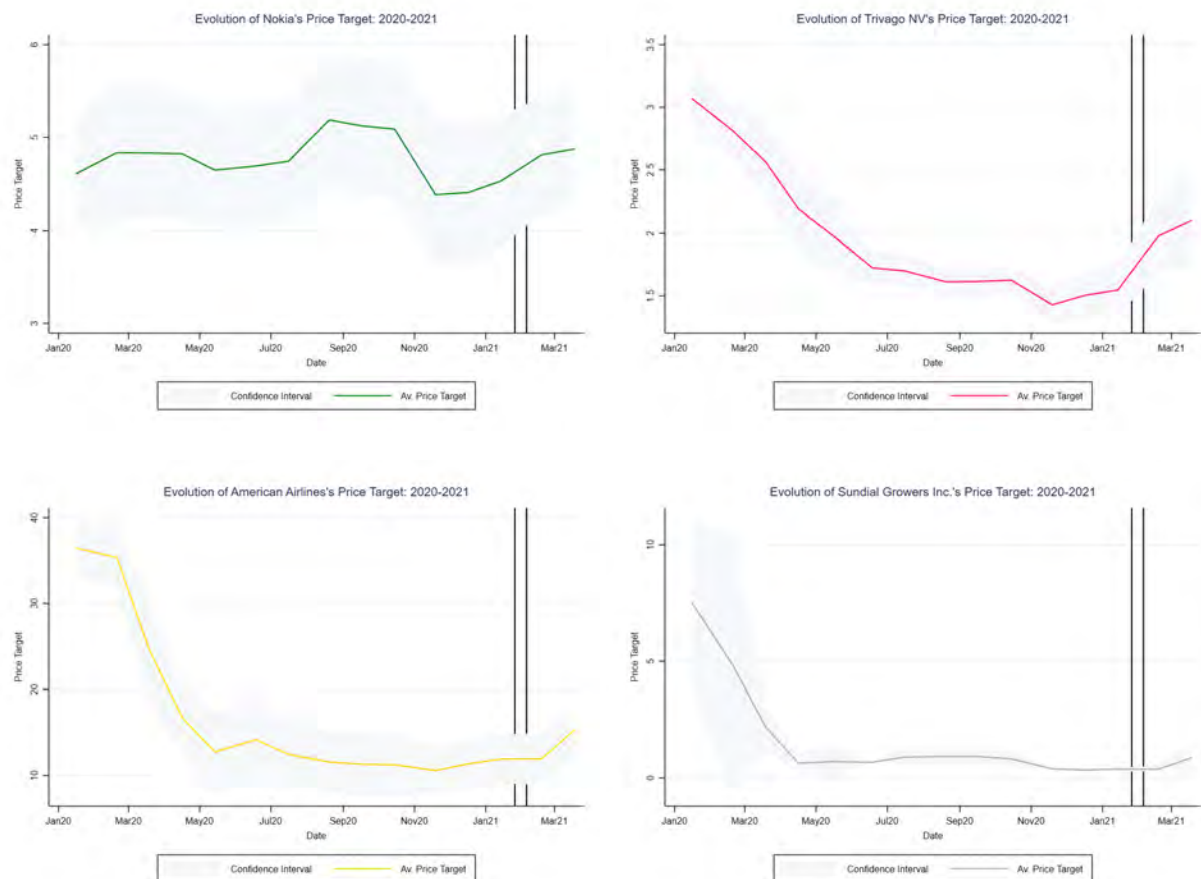 Evolution of Nokia's Price Target: 2020-2021
Price Target
6
5
4
3
Jan20 Mar20 May20 Jul20 Sep20 Nov20 Jan21 Mar21
Date
Confidence Interval Av. Price Target
Evolution of Trivago NV's Price Target: 2020-2021
Price Target
3.5
3
2.5
2
1.5
Jan20 Mar20 May20 Jul20 Sep20 Nov20 Jan21 Mar21
Date
Confidence Interval Av. Price Target
Evolution of American Airlines's Price Target: 2020-2021
Price Target
40
30
20
10
Jan20 Mar20 May20 Jul20 Sep20 Nov20 Jan21 Mar21
Date
Confidence Interval Av. Price Target
Evolution of Sundial Growers Inc.'s Price Target: 2020-2021
Price Target
10
5
0
Jan20 Mar20 May20 Jul20 Sep20 Nov20 Jan21 Mar21
Date
Confidence Interval Av. Price Target